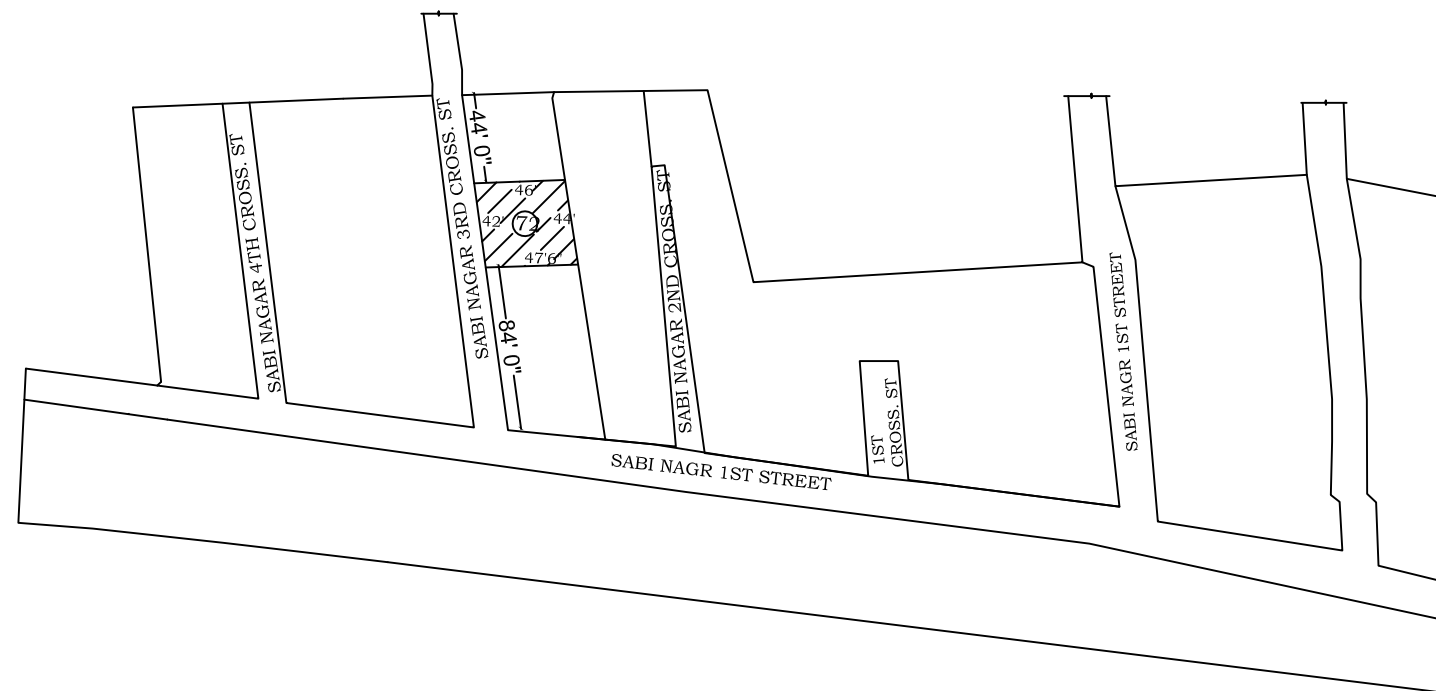 SABI NAGAR 4TH CROSS. ST
SABI NAGAR 3RD CROSS. ST
44' 0"
46'
42'
72
44'
47'6"
84' 0"
SABI NAGAR 2ND CROSS. ST
SABI NAGR 1ST STREET
1ST
CROSS. ST
SABI NAGR 1ST STREET